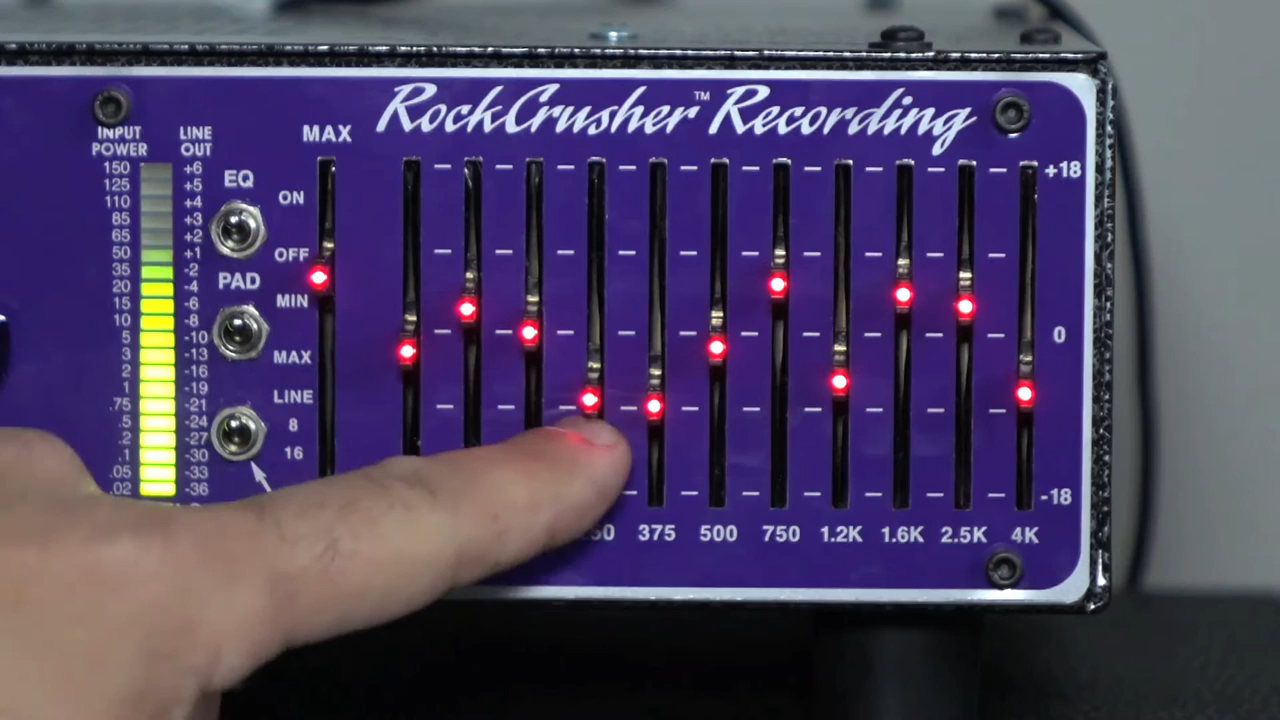 RockCrusher™ Recording
INPUT POWER
LINE OUT
MAX
150 +6
125 +5
110 +4
85 +3
65 +2
50 +1
35 -2
20 -4
15 -6
10 -8
5 -10
3 -13
2 -16
1 -19
.75 -21
.5 -24
.2 -27
.1 -30
.05 -33
.02 -36
EQ
ON
OFF
PAD
MIN
MAX
LINE
8
16
+18
0
-18
375 500 750 1.2K 1.6K 2.5K 4K